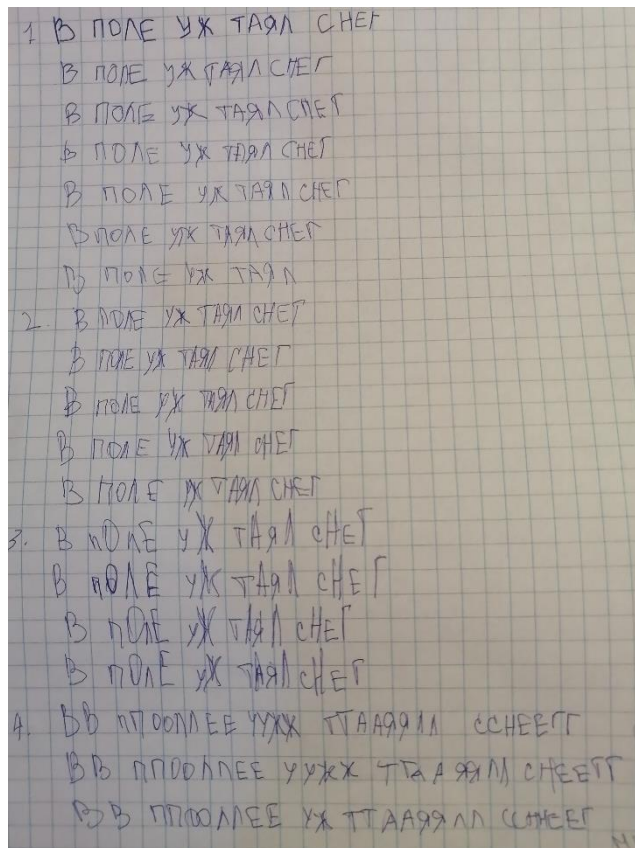 1 В ПОЛЕ УЖ ТАЯЛ СНЕГ
В ПОЛЕ УЖ ТАЯЛ СНЕГ
В ПОЛЕ УЖ ТАЯЛ СНЕГ
В ПОЛЕ УЖ ТАЯЛ СНЕГ
В ПОЛЕ УЖ ТАЯЛ СНЕГ
В ПОЛЕ УЖ ТАЯЛ СНЕГ
В ПОЛЕ УЖ ТАЯЛ
2. В ПОЛЕ УЖ ТАЯЛ СНЕГ
В ПОЛЕ УЖ ТАЯЛ СНЕГ
В ПОЛЕ УЖ ТАЯЛ СНЕГ
В ПОЛЕ УЖ ТАЯЛ СНЕГ
В ПОЛЕ УЖ ТАЯЛ СНЕГ
3. В ПОЛЕ УЖ ТАЯЛ СНЕГ
В ПОЛЕ УЖ ТАЯЛ СНЕГ
В ПОЛЕ УЖ ТАЯЛ СНЕГ
В ПОЛЕ УЖ ТАЯЛ СНЕГ
4. ВВ ППООЛЛЕЕ УУЖЖ ТТААЯЯЛЛ ССНЕЕГГ
ВВ ППООЛЛЕЕ УУЖЖ ТТАА ЯЯЛЛ СНЕЕГГ
ВВ ППООЛЛЕЕ УЖ ТТААЯЯЛЛ ССННЕЕГ